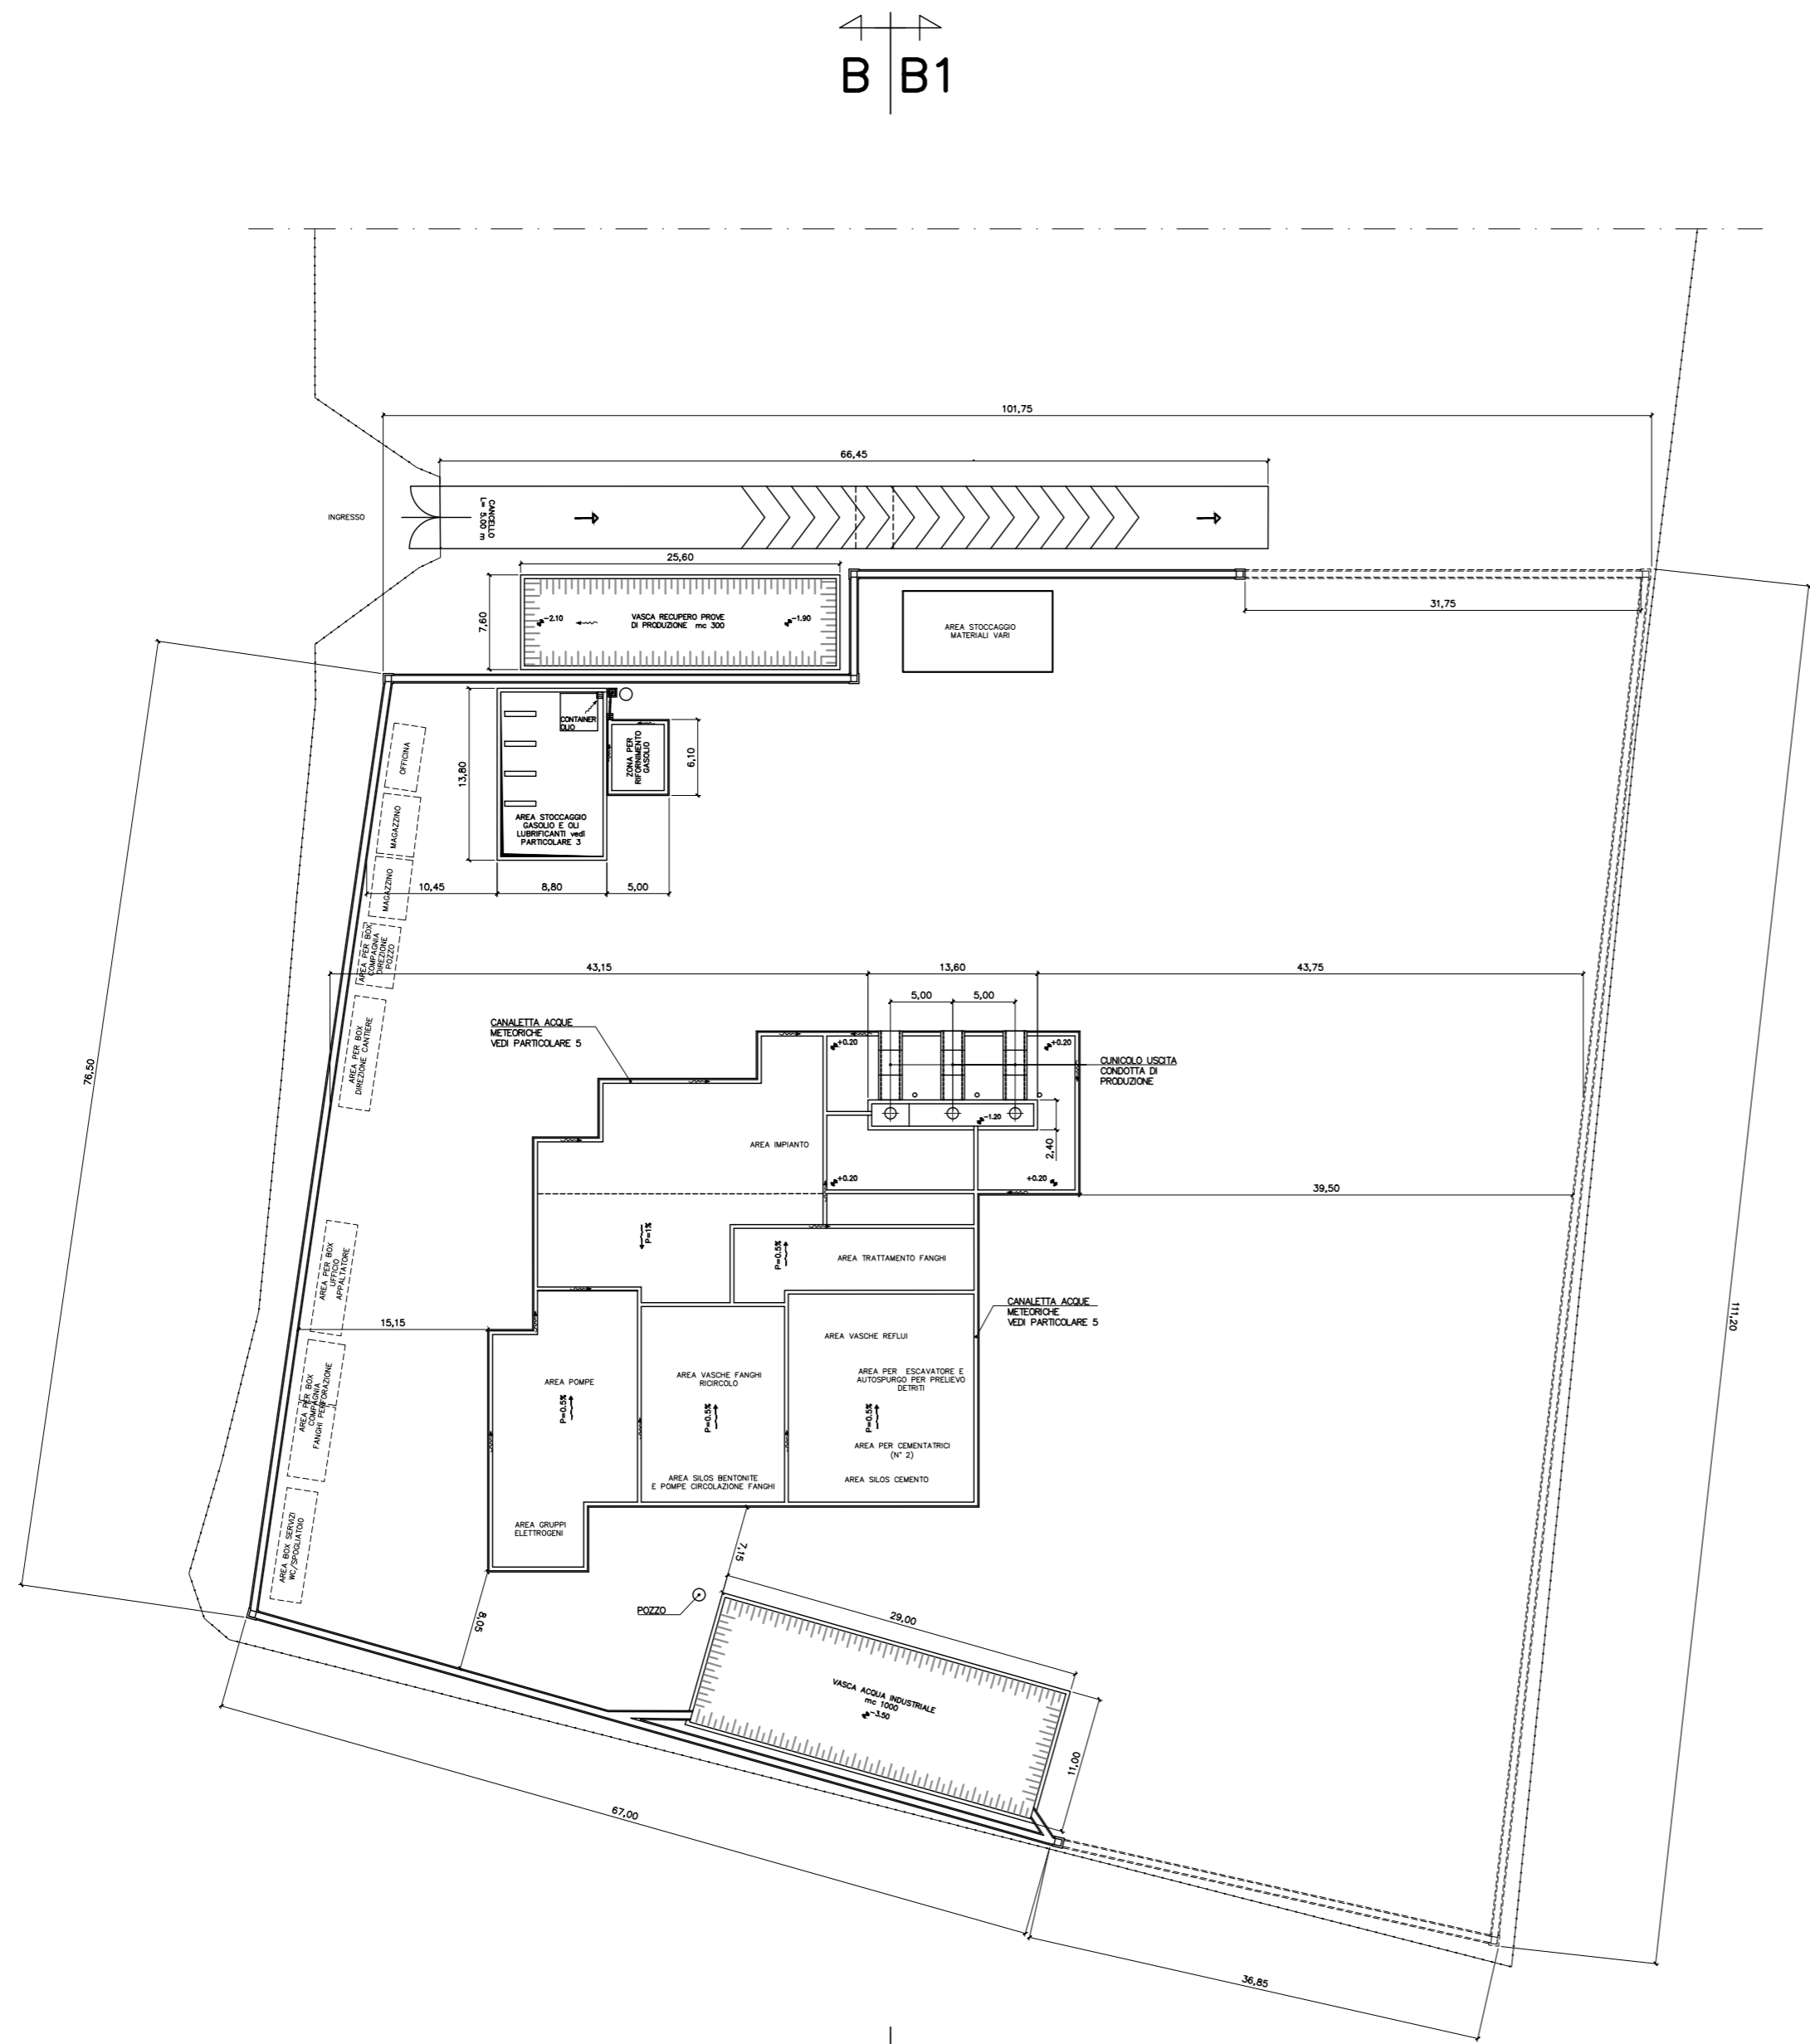 B B1
101,75
66,45
INGRESSO
CANCELLO
L= 5.00 m
25,60
7,60
-2.10
VASCA RECUPERO PROVE
DI PRODUZIONE mc 300
-1.90
31,75
AREA STOCCAGGIO
MATERIALI VARI
CONTAINER
OLIO
ZONA PER
RIFORNIMENTO
GASOLIO
6,10
13,80
AREA STOCCAGGIO
GASOLIO E OLI
LUBRIFICANTI vedi
PARTICOLARE 3
10,45
8,80
5,00
OFFICINA
MAGAZZINO
MAGAZZINO
AREA PER BOX
COMPAGNIA
DIREZIONE
POZZO
AREA PER BOX
DIREZIONE CANTIERE
76,50
43,15
13,60
43,75
5,00
5,00
CANALETTA ACQUE
METEORICHE
VEDI PARTICOLARE 5
+0.20
+0.20
CUNICOLO USCITA
CONDOTTA DI
PRODUZIONE
-1.20
2,40
AREA IMPIANTO
+0.20
+0.20
39,50
P=1%
P=0.5%
AREA TRATTAMENTO FANGHI
AREA PER BOX
UFFICIO
APPALTATORE
15,15
CANALETTA ACQUE
METEORICHE
VEDI PARTICOLARE 5
111,20
AREA VASCHE REFLUI
AREA POMPE
AREA VASCHE FANGHI
RICIRCOLO
AREA PER ESCAVATORE E
AUTOSPURGO PER PRELIEVO
DETRITI
P=0.5%
P=0.5%
P=0.5%
AREA PER BOX
COMPAGNIA
FANGHI PERFORAZIONE
AREA PER CEMENTATRICI
(N° 2)
AREA SILOS BENTONITE
E POMPE CIRCOLAZIONE FANGHI
AREA SILOS CEMENTO
AREA GRUPPI
ELETTROGENI
AREA BOX SERVIZI
WC/SPOGLIATOIO
7,15
8,05
POZZO
29,00
VASCA ACQUA INDUSTRIALE
mc 1000
-3.50
11,00
67,00
36,85